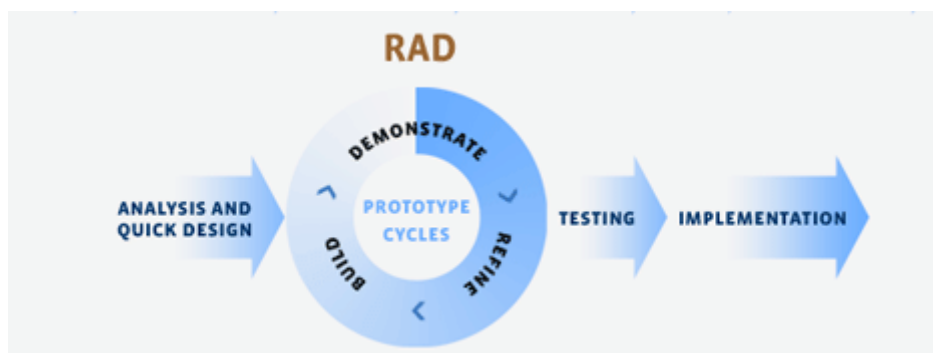 RAD
ANALYSIS AND
QUICK DESIGN
DEMONSTRATE
REFINE
BUILD
PROTOTYPE
CYCLES
TESTING
IMPLEMENTATION